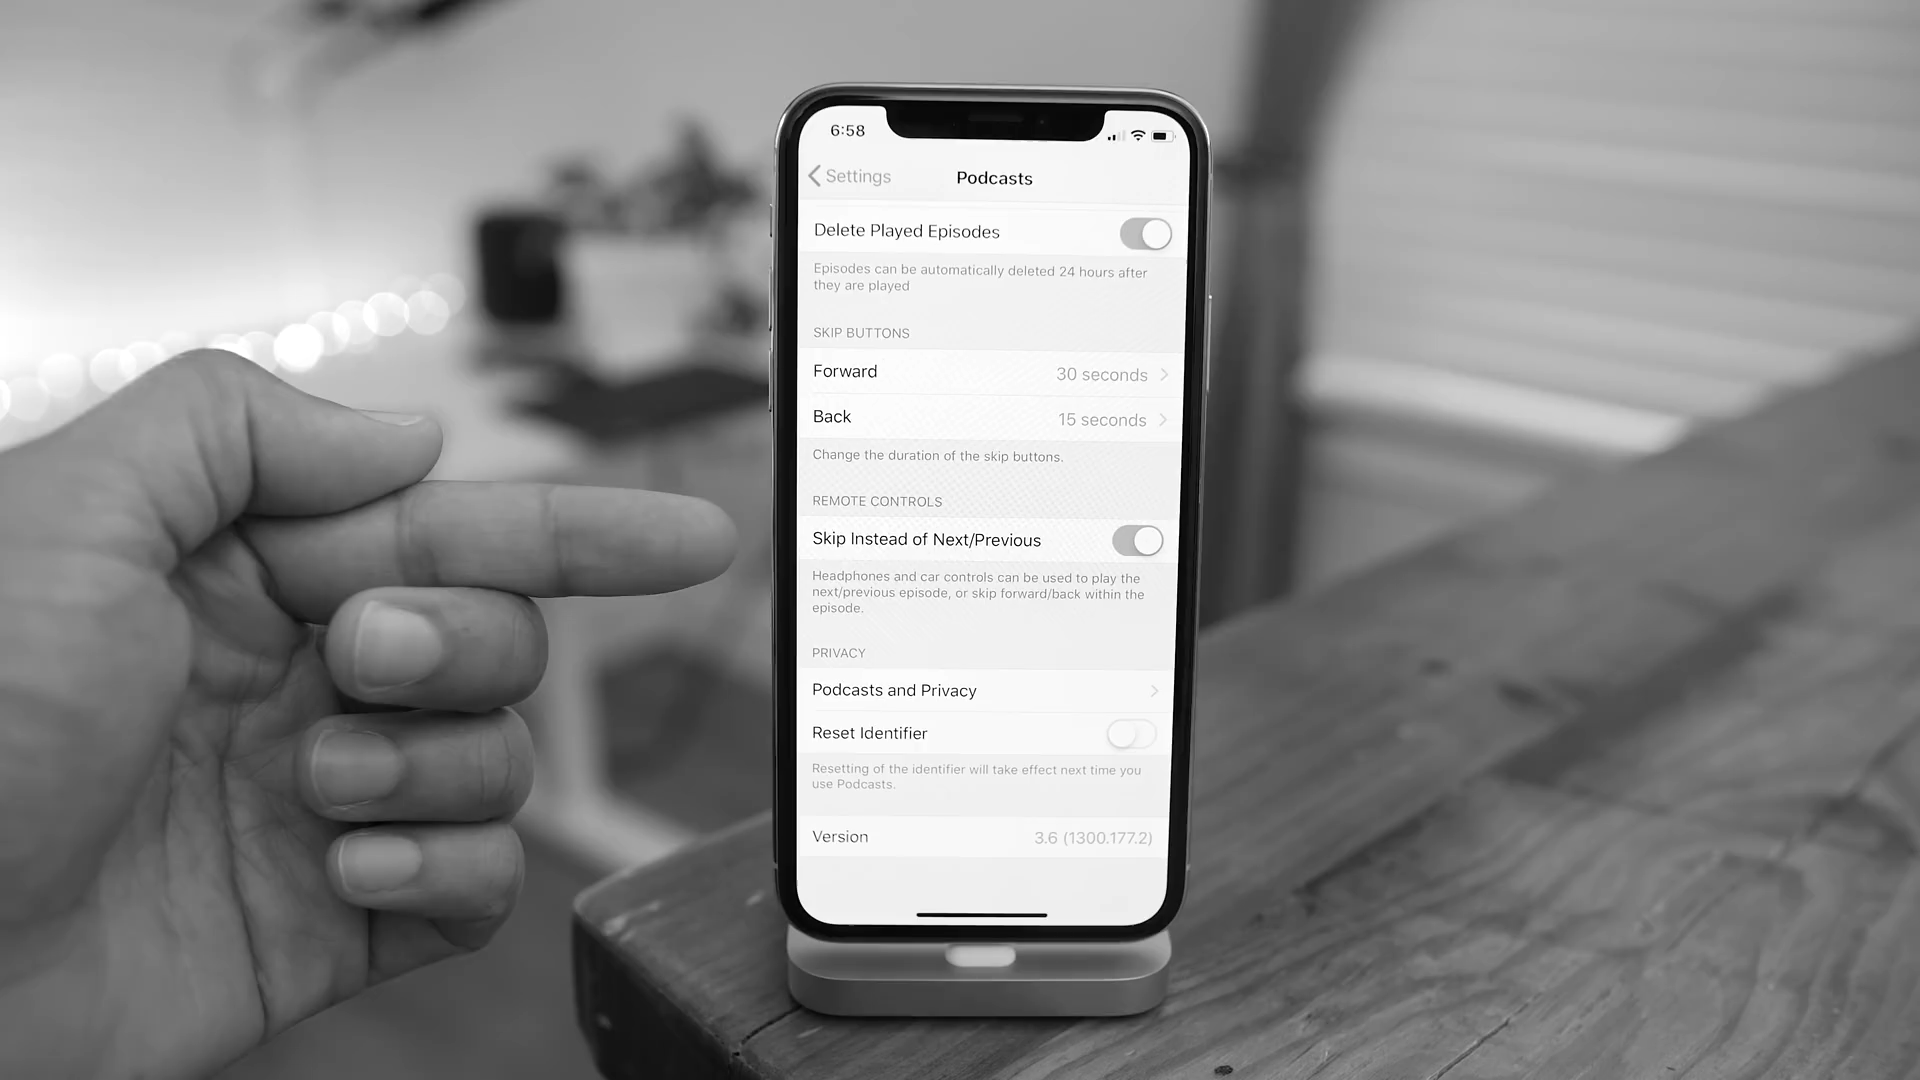 6:58
Settings
Podcasts
Delete Played Episodes
Episodes can be automatically deleted 24 hours after
they are played
SKIP BUTTONS
Forward 30 seconds
Back 15 seconds
Change the duration of the skip buttons.
REMOTE CONTROLS
Skip Instead of Next/Previous
Headphones and car controls can be used to play the
next/previous episode, or skip forward/back within the
episode.
PRIVACY
Podcasts and Privacy
Reset Identifier
Resetting of the identifier will take effect next time you
use Podcasts.
Version 3.6 (1300.177.2)